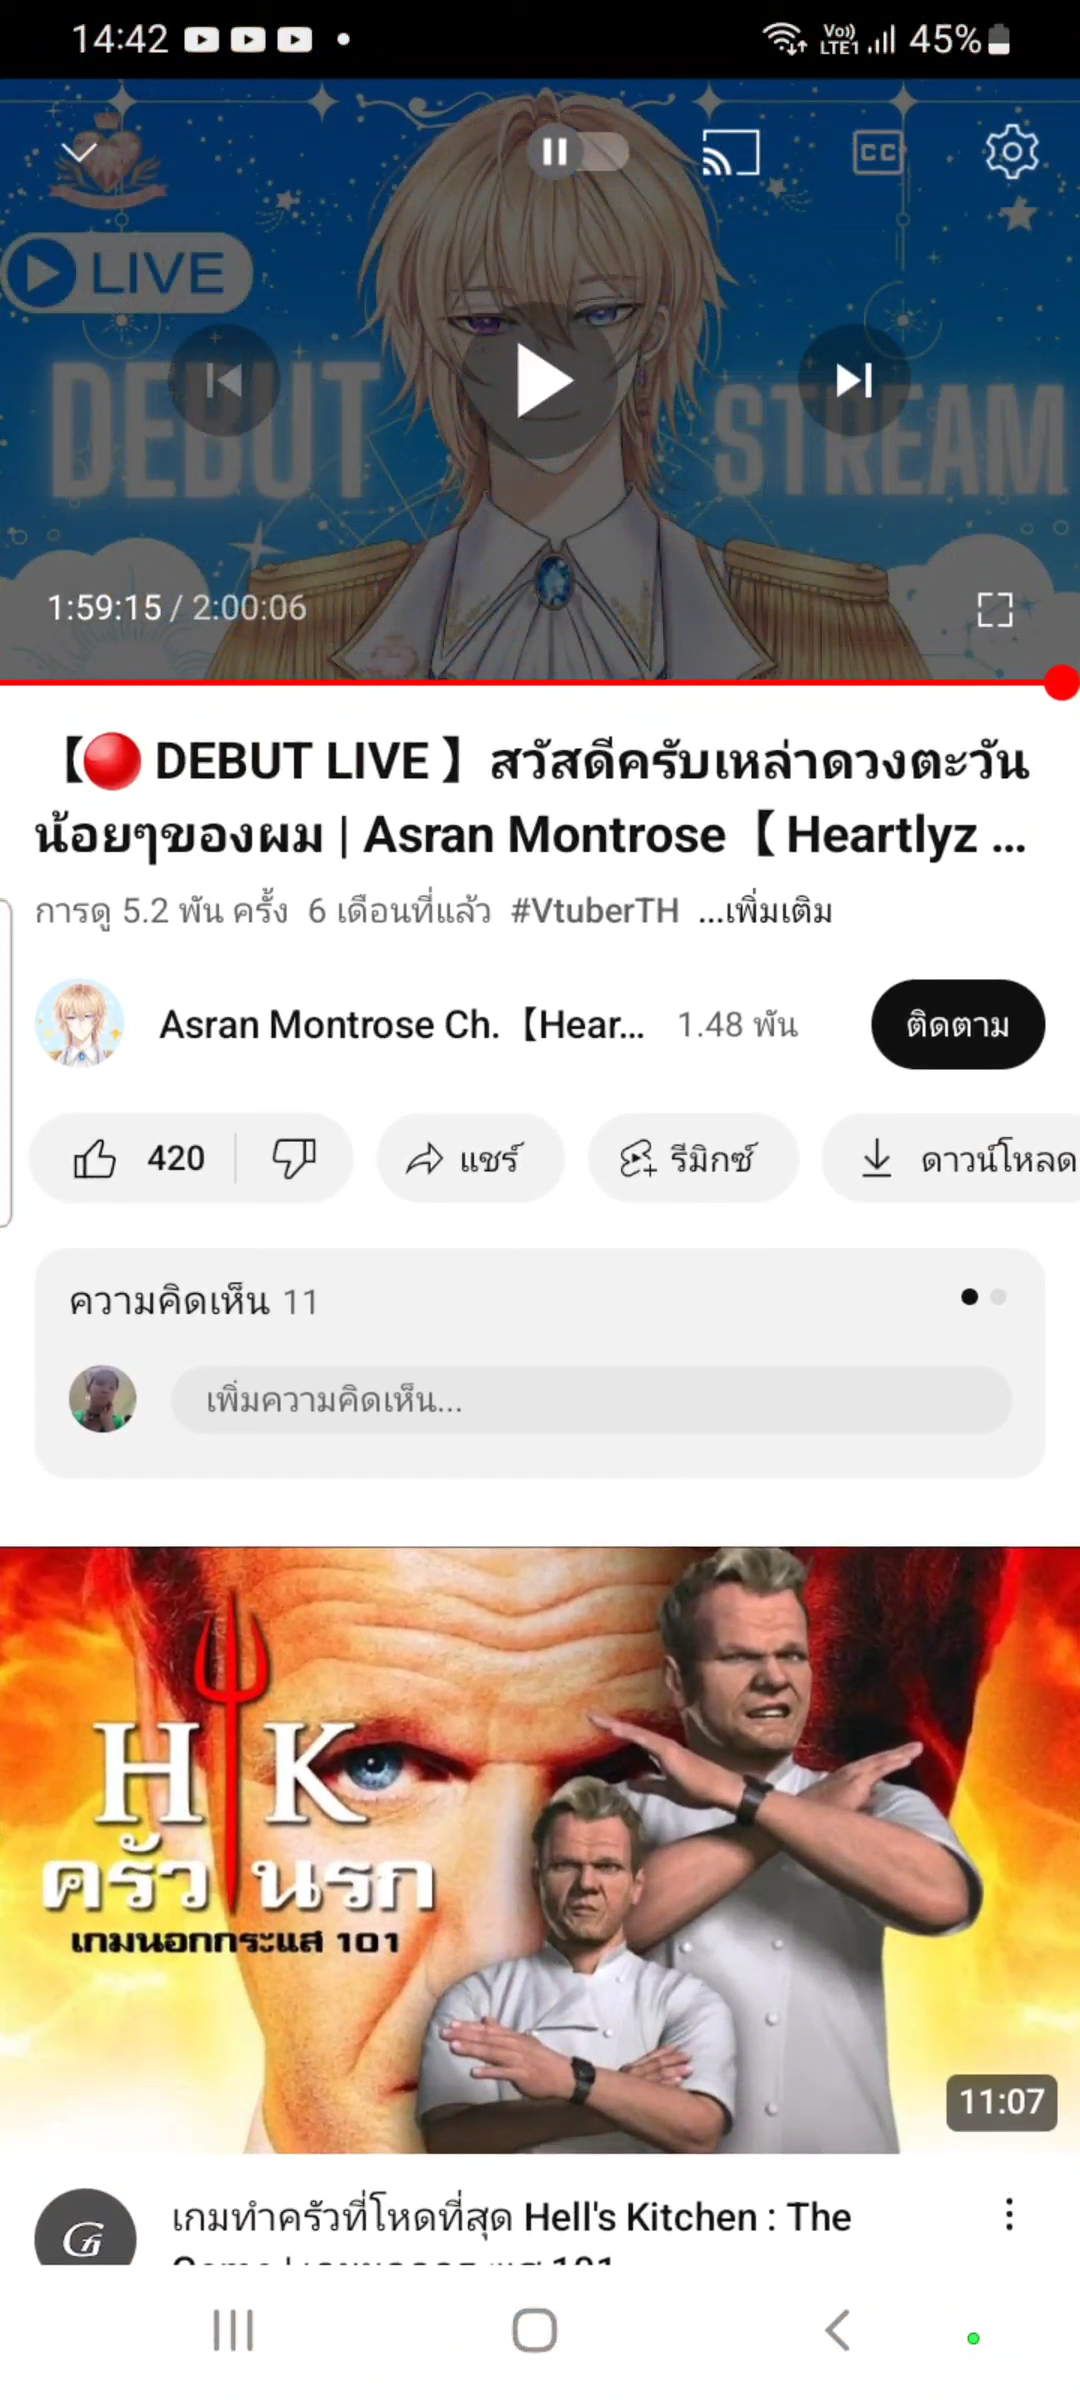 14:42
Vo)) LTE1 45%
CC
LIVE
DEBUT STREAM
1:59:15 / 2:00:06
【🔴 DEBUT LIVE 】 สวัสดีครับเหล่าดวงตะวัน
น้อยๆของผม | Asran Montrose【 Heartlyz ...
การดู 5.2 พัน ครั้ง 6 เดือนที่แล้ว #VtuberTH ...เพิ่มเติม
Asran Montrose Ch.【Hear... 1.48 พัน ติดตาม
420 แชร์ รีมิกซ์ ดาวน์โหลด
ความคิดเห็น 11
เพิ่มความคิดเห็น...
H K
ครัวนรก
เกมนอกกระแส 101
11:07
เกมทำครัวที่โหดที่สุด Hell's Kitchen : The